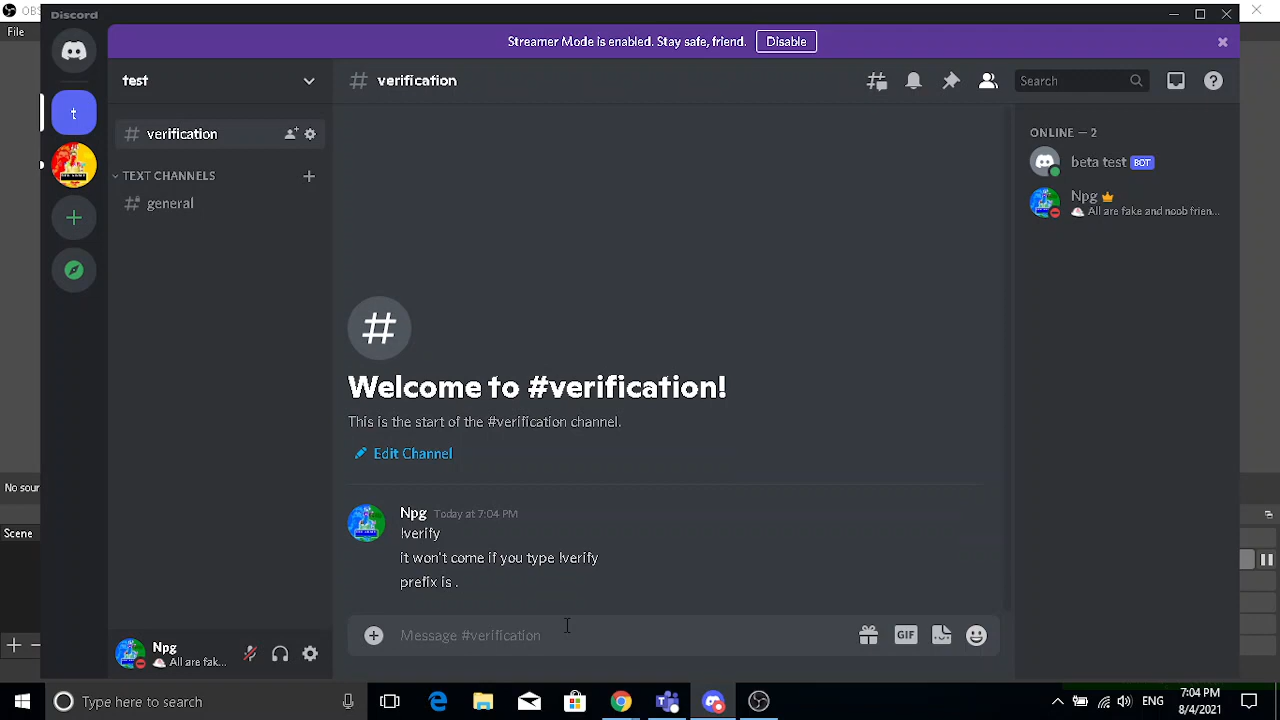 OBS
File
Discord
Streamer Mode is enabled. Stay safe, friend. Disable
test
# verification
Search
t
# verification
TEXT CHANNELS
# general
ONLINE — 2
beta test BOT
Npg
All are fake and noob frien...
#
Welcome to #verification!
This is the start of the #verification channel.
Edit Channel
Npg Today at 7:04 PM
!verify
it won't come if you type !verify
prefix is .
Message #verification
GIF
No sour
Scene
Npg
All are fak...
Type here to search
ENG
7:04 PM
8/4/2021